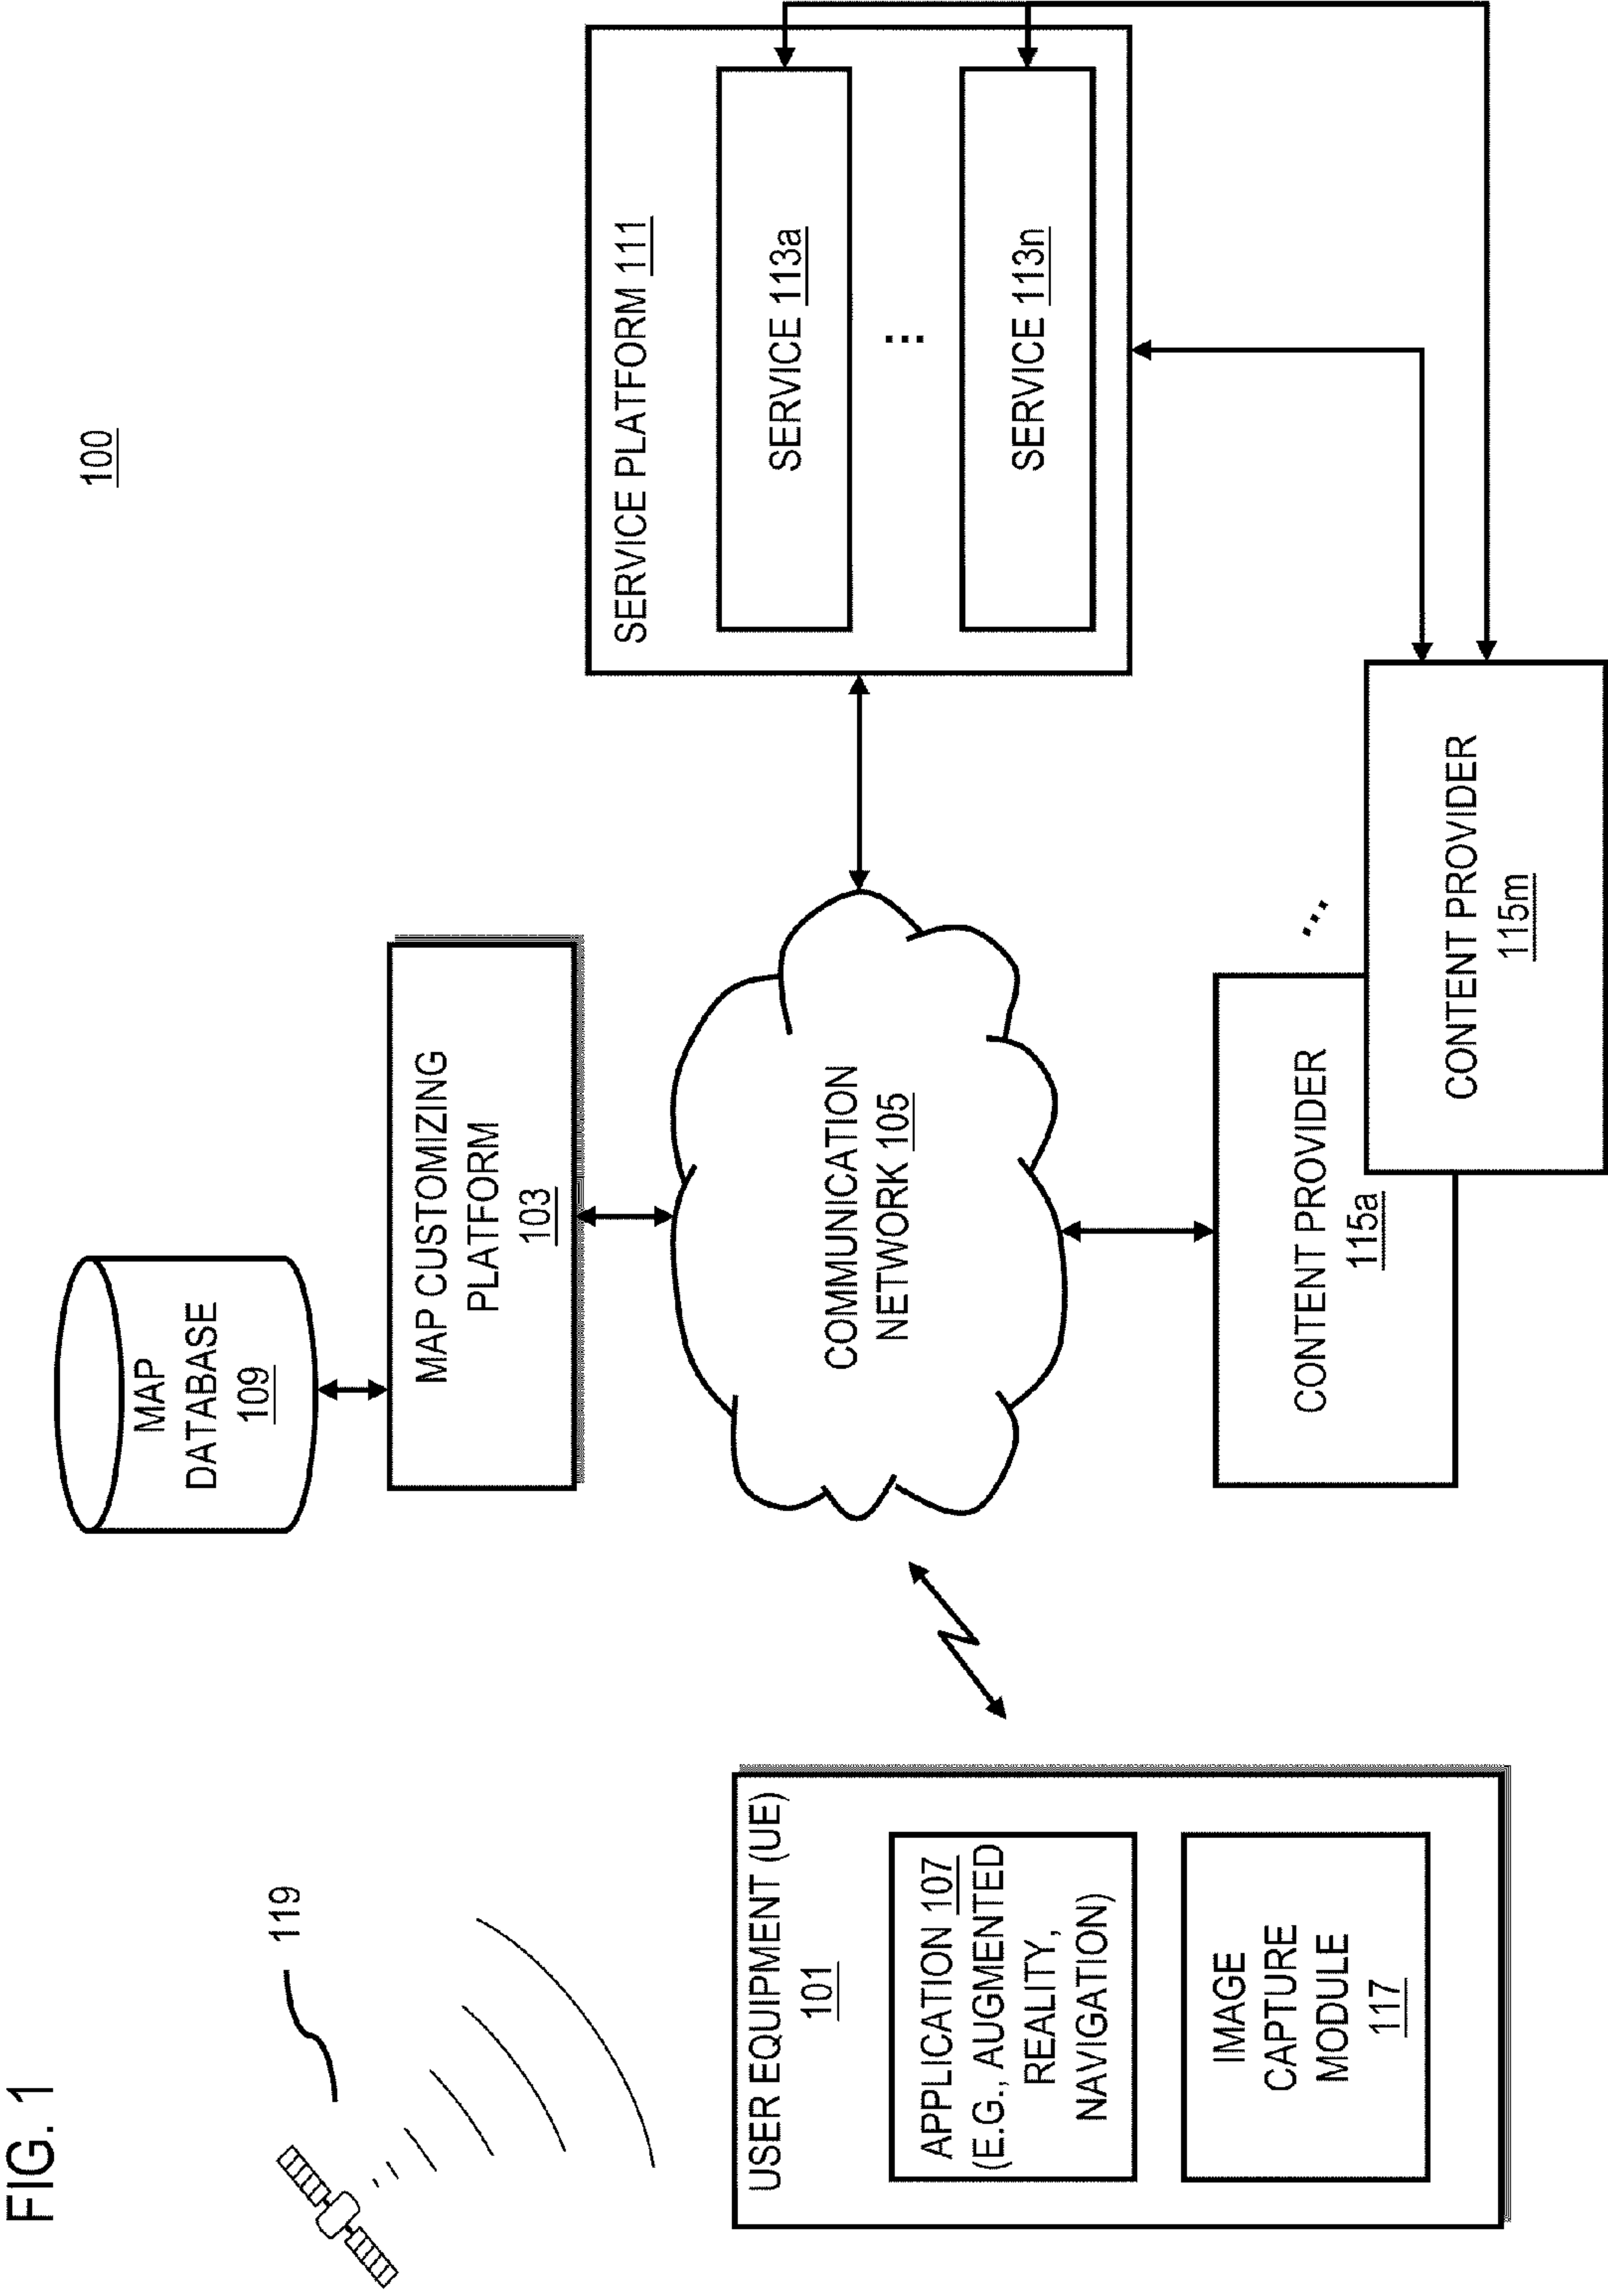 FIG. 1
100
119
MAP
DATABASE
109
MAP CUSTOMIZING
PLATFORM
103
SERVICE PLATFORM 111
SERVICE 113a
...
SERVICE 113n
COMMUNICATION
NETWORK 105
USER EQUIPMENT (UE)
101
APPLICATION 107
(E.G., AUGMENTED
REALITY,
NAVIGATION)
IMAGE
CAPTURE
MODULE
117
CONTENT PROVIDER
115a
...
CONTENT PROVIDER
115m